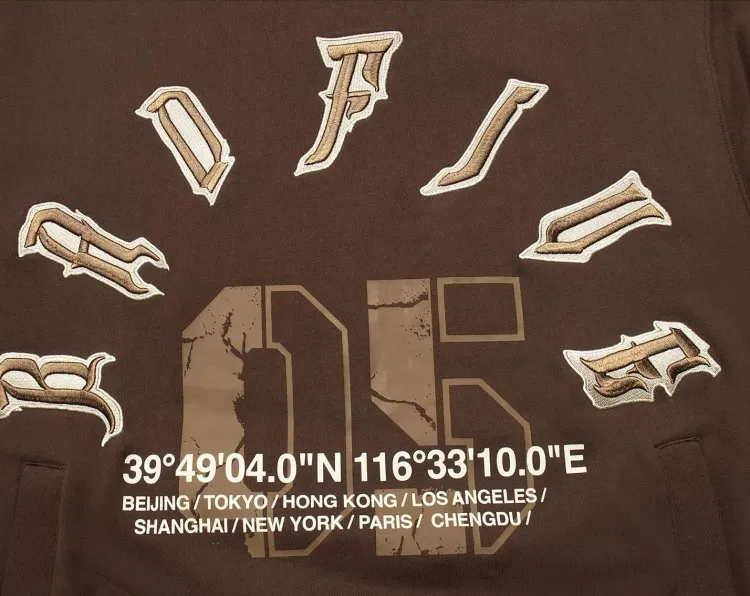 BADFIVE
05
39°49'04.0"N 116°33'10.0"E
BEIJING / TOKYO / HONG KONG / LOS ANGELES /
SHANGHAI / NEW YORK / PARIS / CHENGDU /